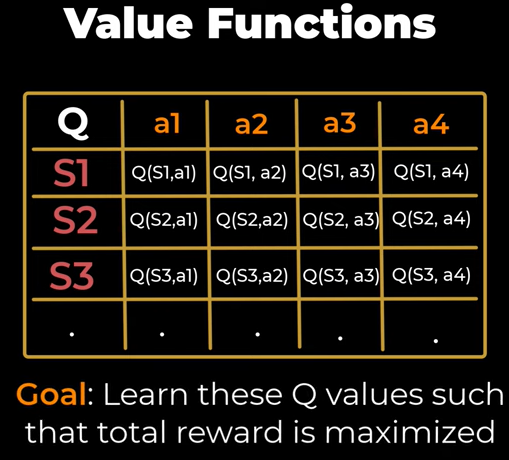 Value Functions
Q a1 a2 a3 a4
S1 Q(S1,a1) Q(S1, a2) Q(S1, a3) Q(S1, a4)
S2 Q(S2,a1) Q(S2,a2) Q(S2, a3) Q(S2, a4)
S3 Q(S3,a1) Q(S3,a2) Q(S3, a3) Q(S3, a4)
. . . . .
Goal: Learn these Q values such
that total reward is maximized